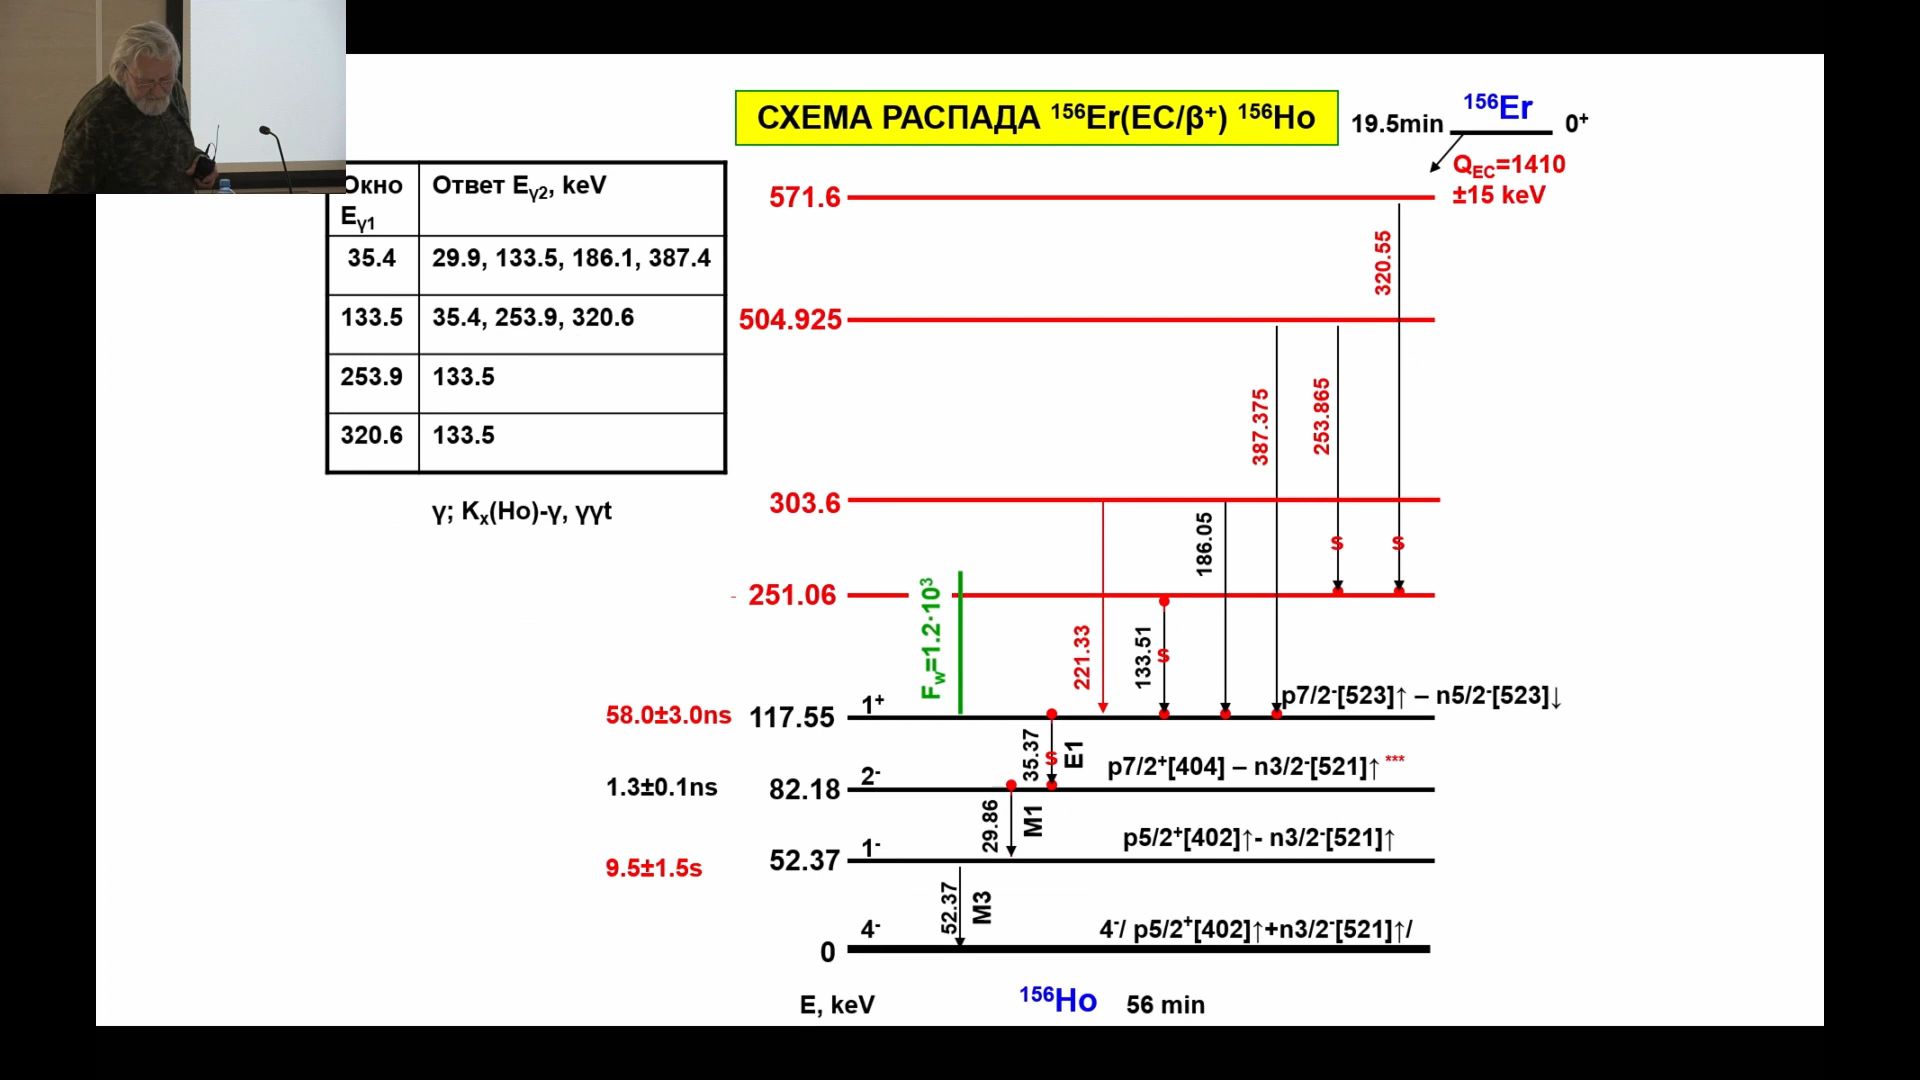 СХЕМА РАСПАДА ¹⁵⁶Er(EC/β⁺) ¹⁵⁶Ho
19.5min
¹⁵⁶Er
0⁺
Q_EC=1410
±15 keV
Окно
E_γ1
Ответ E_γ2, keV
35.4
29.9, 133.5, 186.1, 387.4
133.5
35.4, 253.9, 320.6
253.9
133.5
320.6
133.5
γ; K_x(Ho)-γ, γγt
571.6
320.55
504.925
387.375
253.865
303.6
186.05
s
s
251.06
F_w=1.2·10³
221.33
133.51
s
58.0±3.0ns
117.55
1⁺
p7/2⁻[523]↑ – n5/2⁻[523]↓
35.37
s
E1
1.3±0.1ns
82.18
2⁻
p7/2⁺[404] – n3/2⁻[521]↑ ***
29.86
M1
9.5±1.5s
52.37
1⁻
p5/2⁺[402]↑- n3/2⁻[521]↑
52.37
M3
0
4⁻
4⁻/ p5/2⁺[402]↑+n3/2⁻[521]↑/
E, keV
¹⁵⁶Ho
56 min